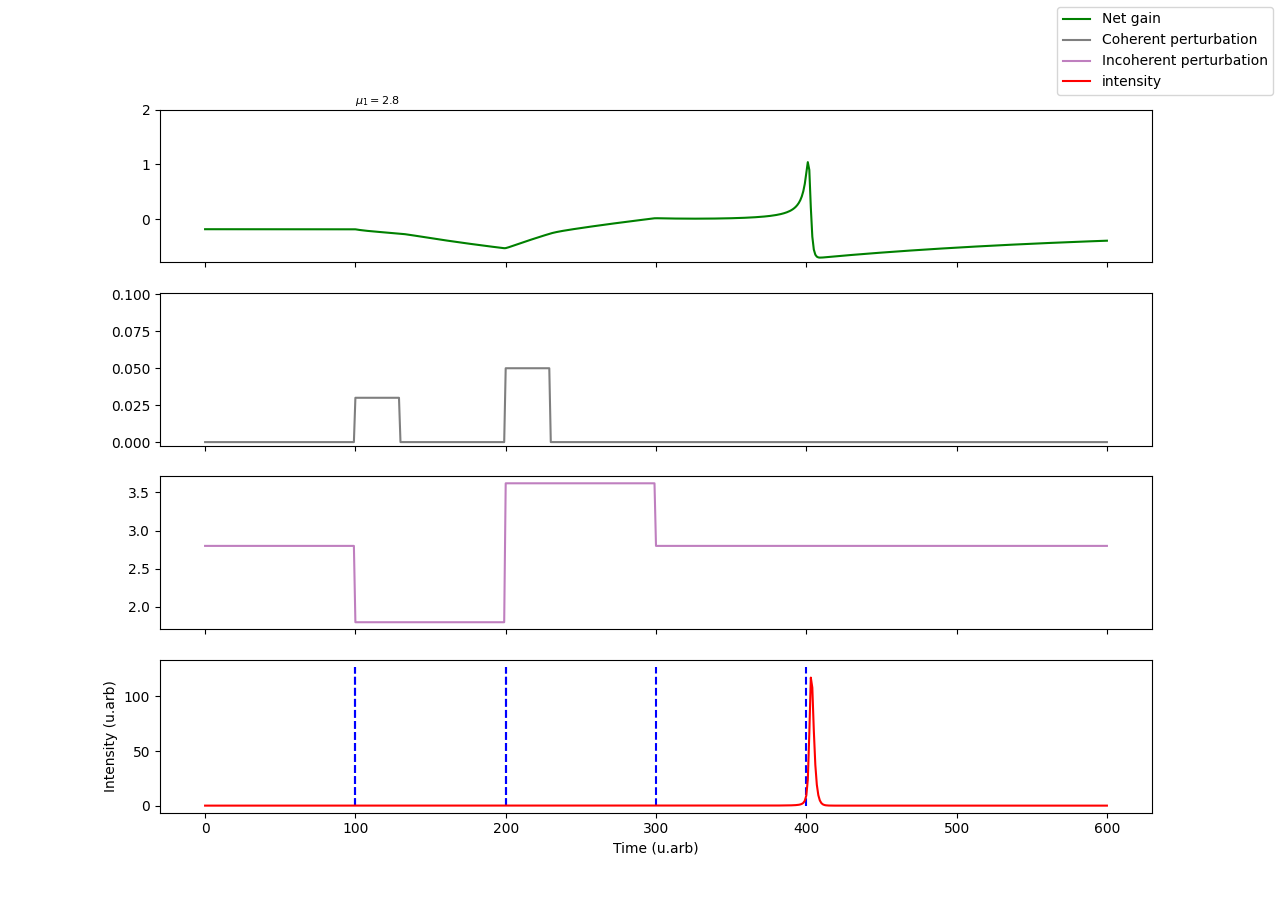 Net gain
Coherent perturbation
Incoherent perturbation
intensity
μ₁ = 2.8
2
1
0
0.100
0.075
0.050
0.025
0.000
3.5
3.0
2.5
2.0
Intensity (u.arb)
100
50
0
0 100 200 300 400 500 600
Time (u.arb)